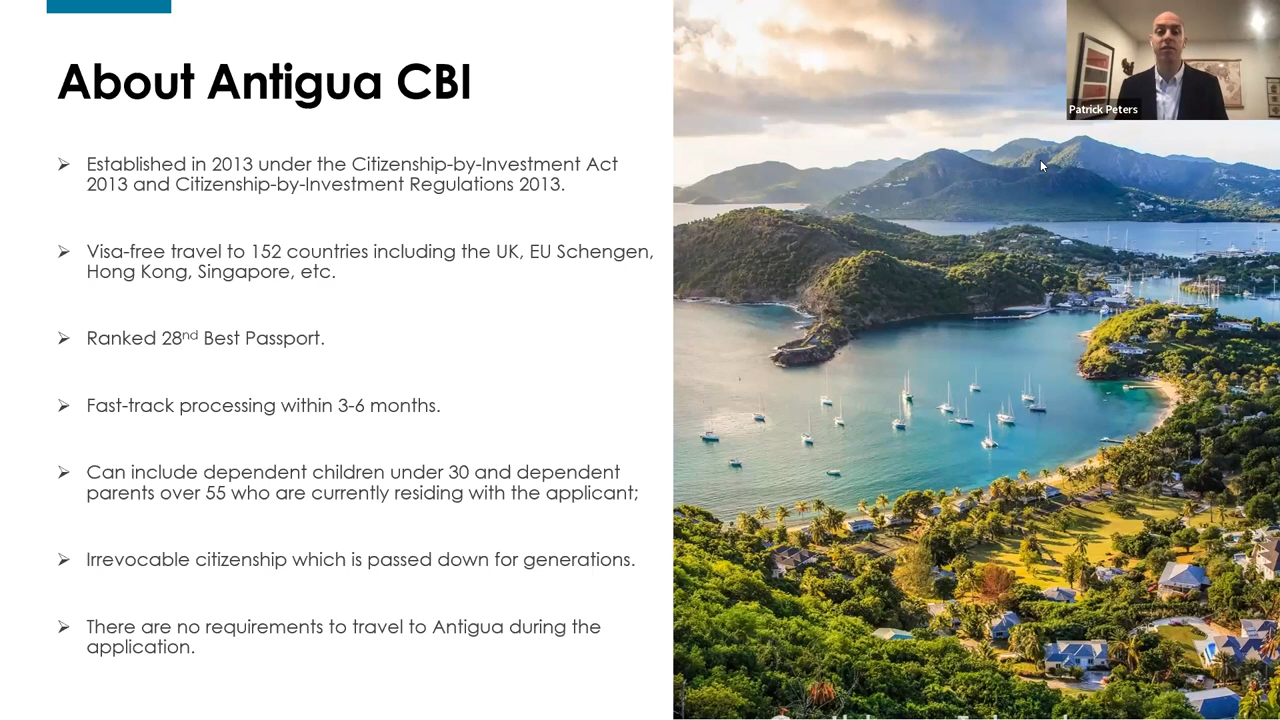 About Antigua CBI
➢ Established in 2013 under the Citizenship-by-Investment Act
2013 and Citizenship-by-Investment Regulations 2013.
➢ Visa-free travel to 152 countries including the UK, EU Schengen,
Hong Kong, Singapore, etc.
➢ Ranked 28nd Best Passport.
➢ Fast-track processing within 3-6 months.
➢ Can include dependent children under 30 and dependent
parents over 55 who are currently residing with the applicant;
➢ Irrevocable citizenship which is passed down for generations.
➢ There are no requirements to travel to Antigua during the
application.
Patrick Peters